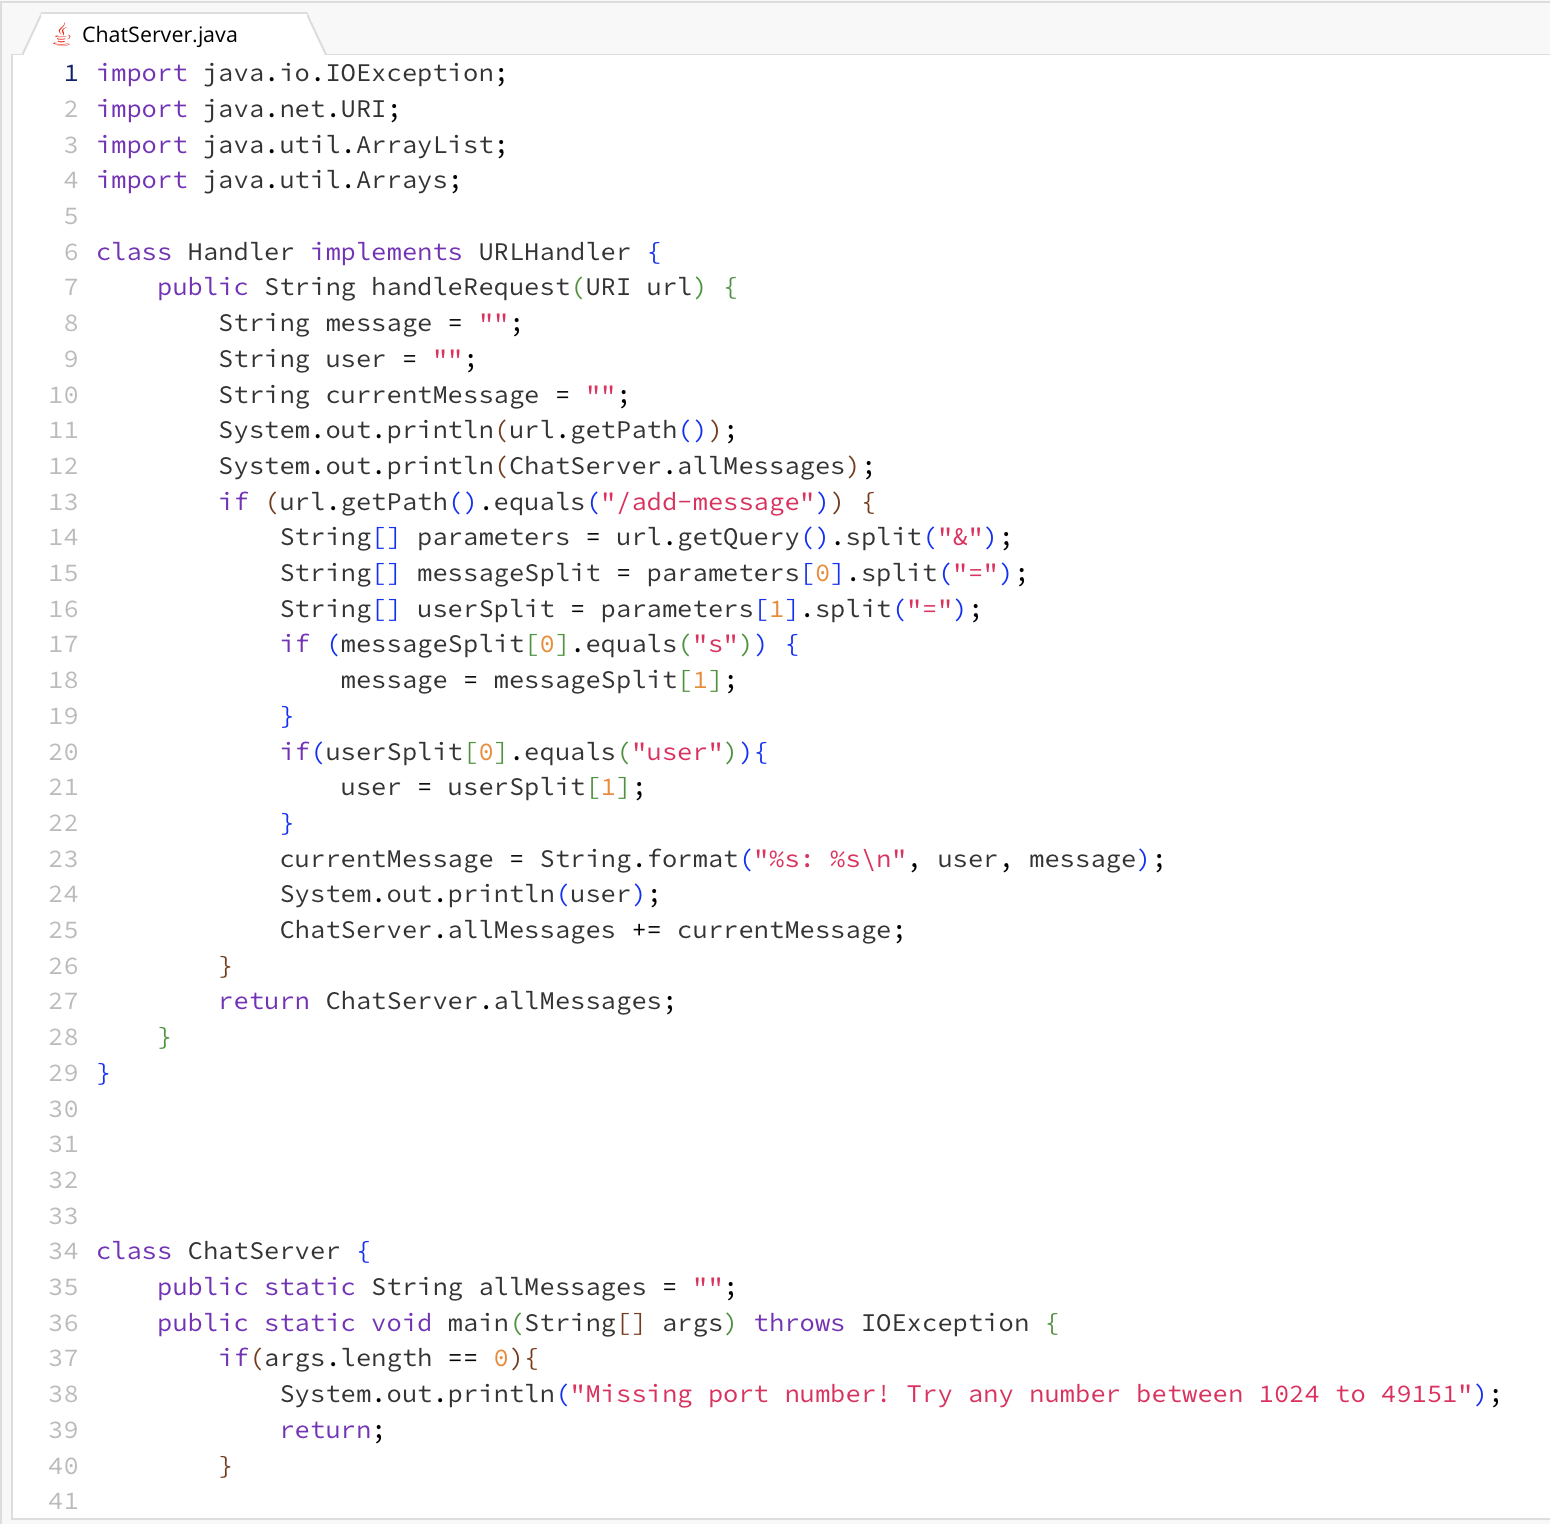 ChatServer.java
1 import java.io.IOException;
2 import java.net.URI;
3 import java.util.ArrayList;
4 import java.util.Arrays;
5
6 class Handler implements URLHandler {
7     public String handleRequest(URI url) {
8         String message = "";
9         String user = "";
10         String currentMessage = "";
11         System.out.println(url.getPath());
12         System.out.println(ChatServer.allMessages);
13         if (url.getPath().equals("/add-message")) {
14             String[] parameters = url.getQuery().split("&");
15             String[] messageSplit = parameters[0].split("=");
16             String[] userSplit = parameters[1].split("=");
17             if (messageSplit[0].equals("s")) {
18                 message = messageSplit[1];
19             }
20             if(userSplit[0].equals("user")){
21                 user = userSplit[1];
22             }
23             currentMessage = String.format("%s: %s\n", user, message);
24             System.out.println(user);
25             ChatServer.allMessages += currentMessage;
26         }
27         return ChatServer.allMessages;
28     }
29 }
30
31
32
33
34 class ChatServer {
35     public static String allMessages = "";
36     public static void main(String[] args) throws IOException {
37         if(args.length == 0){
38             System.out.println("Missing port number! Try any number between 1024 to 49151");
39             return;
40         }
41